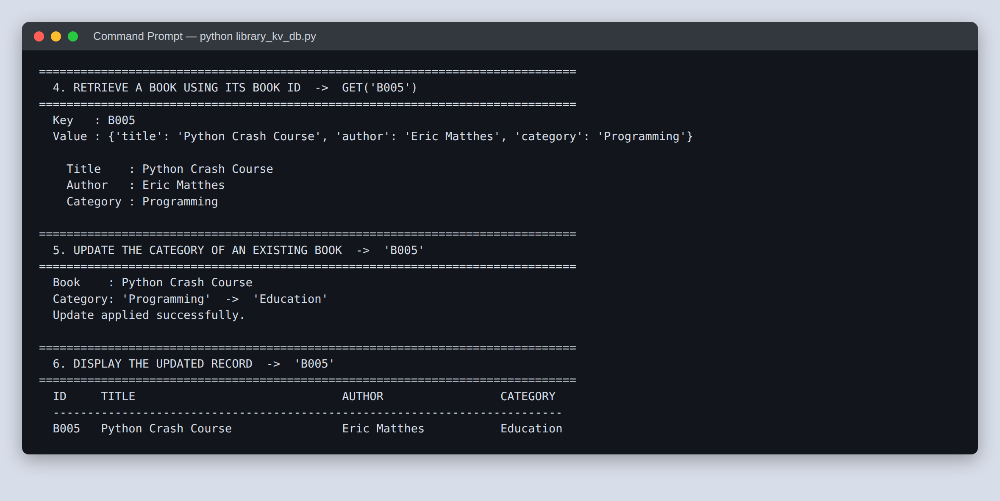 Command Prompt — python library_kv_db.py
==============================================================================
  4. RETRIEVE A BOOK USING ITS BOOK ID  ->  GET('B005')
==============================================================================
  Key   : B005
  Value : {'title': 'Python Crash Course', 'author': 'Eric Matthes', 'category': 'Programming'}

    Title    : Python Crash Course
    Author   : Eric Matthes
    Category : Programming

==============================================================================
  5. UPDATE THE CATEGORY OF AN EXISTING BOOK  ->  'B005'
==============================================================================
  Book    : Python Crash Course
  Category: 'Programming'  ->  'Education'
  Update applied successfully.

==============================================================================
  6. DISPLAY THE UPDATED RECORD  ->  'B005'
==============================================================================
  ID     TITLE                              AUTHOR                 CATEGORY
  --------------------------------------------------------------------------
  B005   Python Crash Course                Eric Matthes           Education